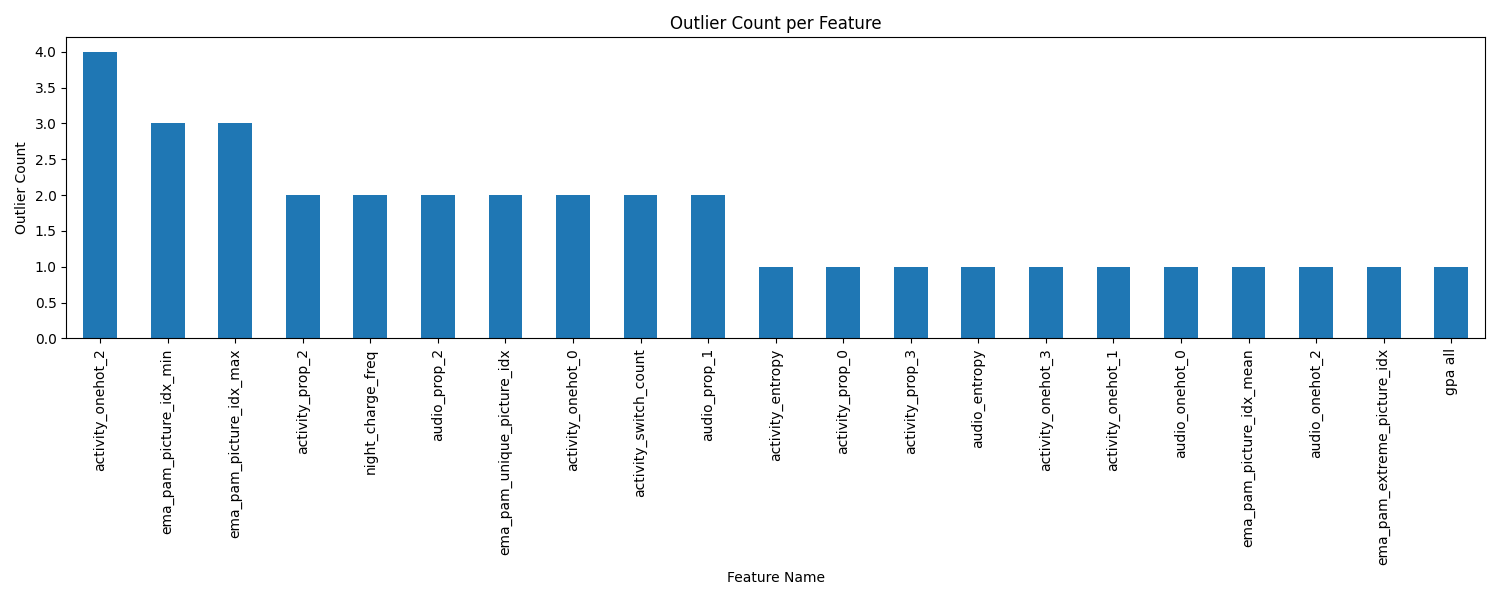 Outlier Count per Feature
Outlier Count
4.0
3.5
3.0
2.5
2.0
1.5
1.0
0.5
0.0
activity_onehot_2
ema_pam_picture_idx_min
ema_pam_picture_idx_max
activity_prop_2
night_charge_freq
audio_prop_2
ema_pam_unique_picture_idx
activity_onehot_0
activity_switch_count
audio_prop_1
activity_entropy
activity_prop_0
activity_prop_3
audio_entropy
activity_onehot_3
activity_onehot_1
audio_onehot_0
ema_pam_picture_idx_mean
audio_onehot_2
ema_pam_extreme_picture_idx
gpa all
Feature Name